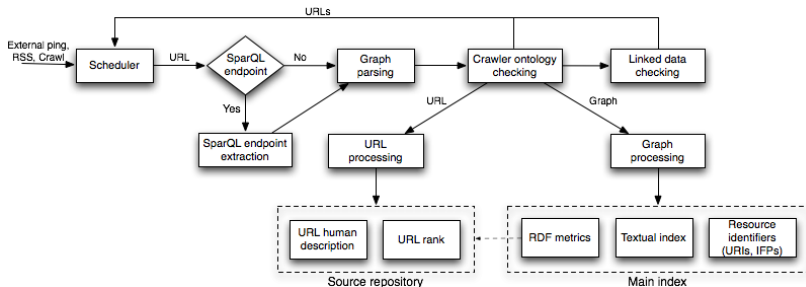 URLs
External ping,
RSS, Crawl
Scheduler
URL
SparQL
endpoint
No
Graph
parsing
Crawler ontology
checking
Linked data
checking
Yes
URL
Graph
SparQL endpoint
extraction
URL
processing
Graph
processing
URL human
description
URL rank
RDF metrics
Textual index
Resource
identifiers
(URIs, IFPs)
Source repository
Main index